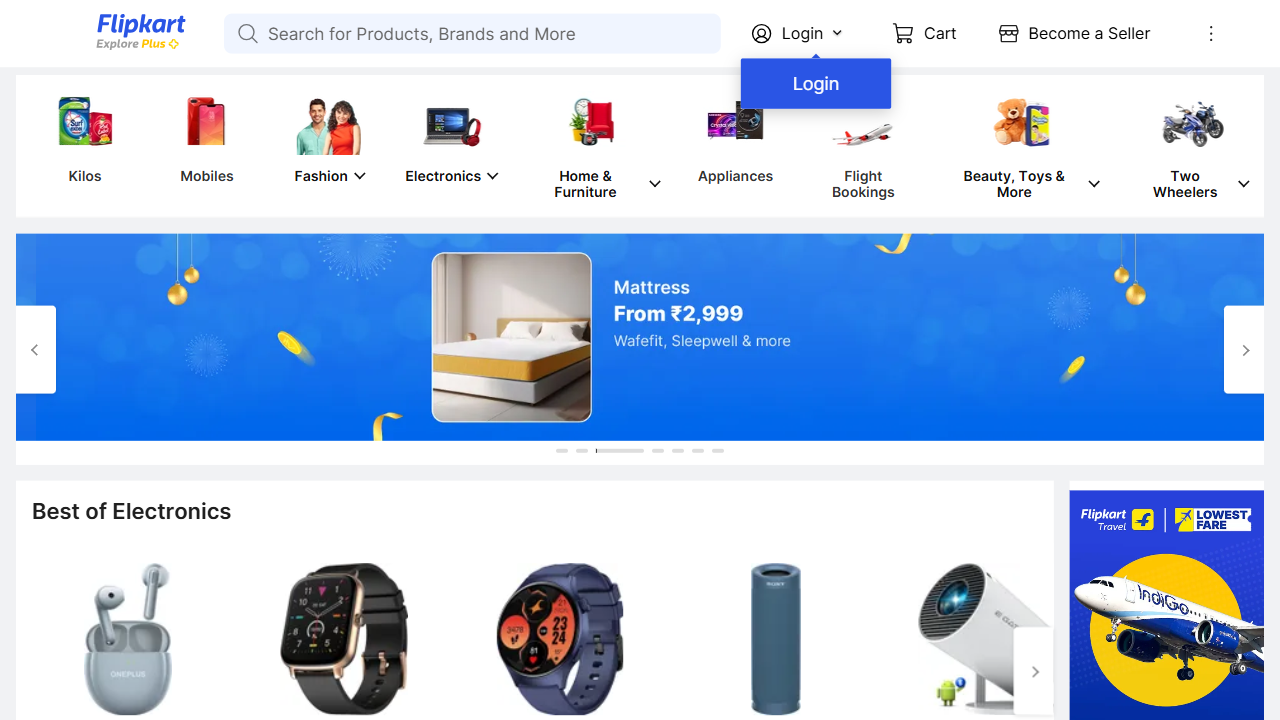 Flipkart
Explore Plus
Search for Products, Brands and More
Login
Cart
Become a Seller
Login
Kilos
Mobiles
Fashion
Electronics
Home &
Furniture
Appliances
Flight
Bookings
Beauty, Toys &
More
Two
Wheelers
Mattress
From ₹2,999
Wafefit, Sleepwell & more
Best of Electronics
Flipkart
Travel
LOWEST
FARE
IndiGo
ONEPLUS
SONY